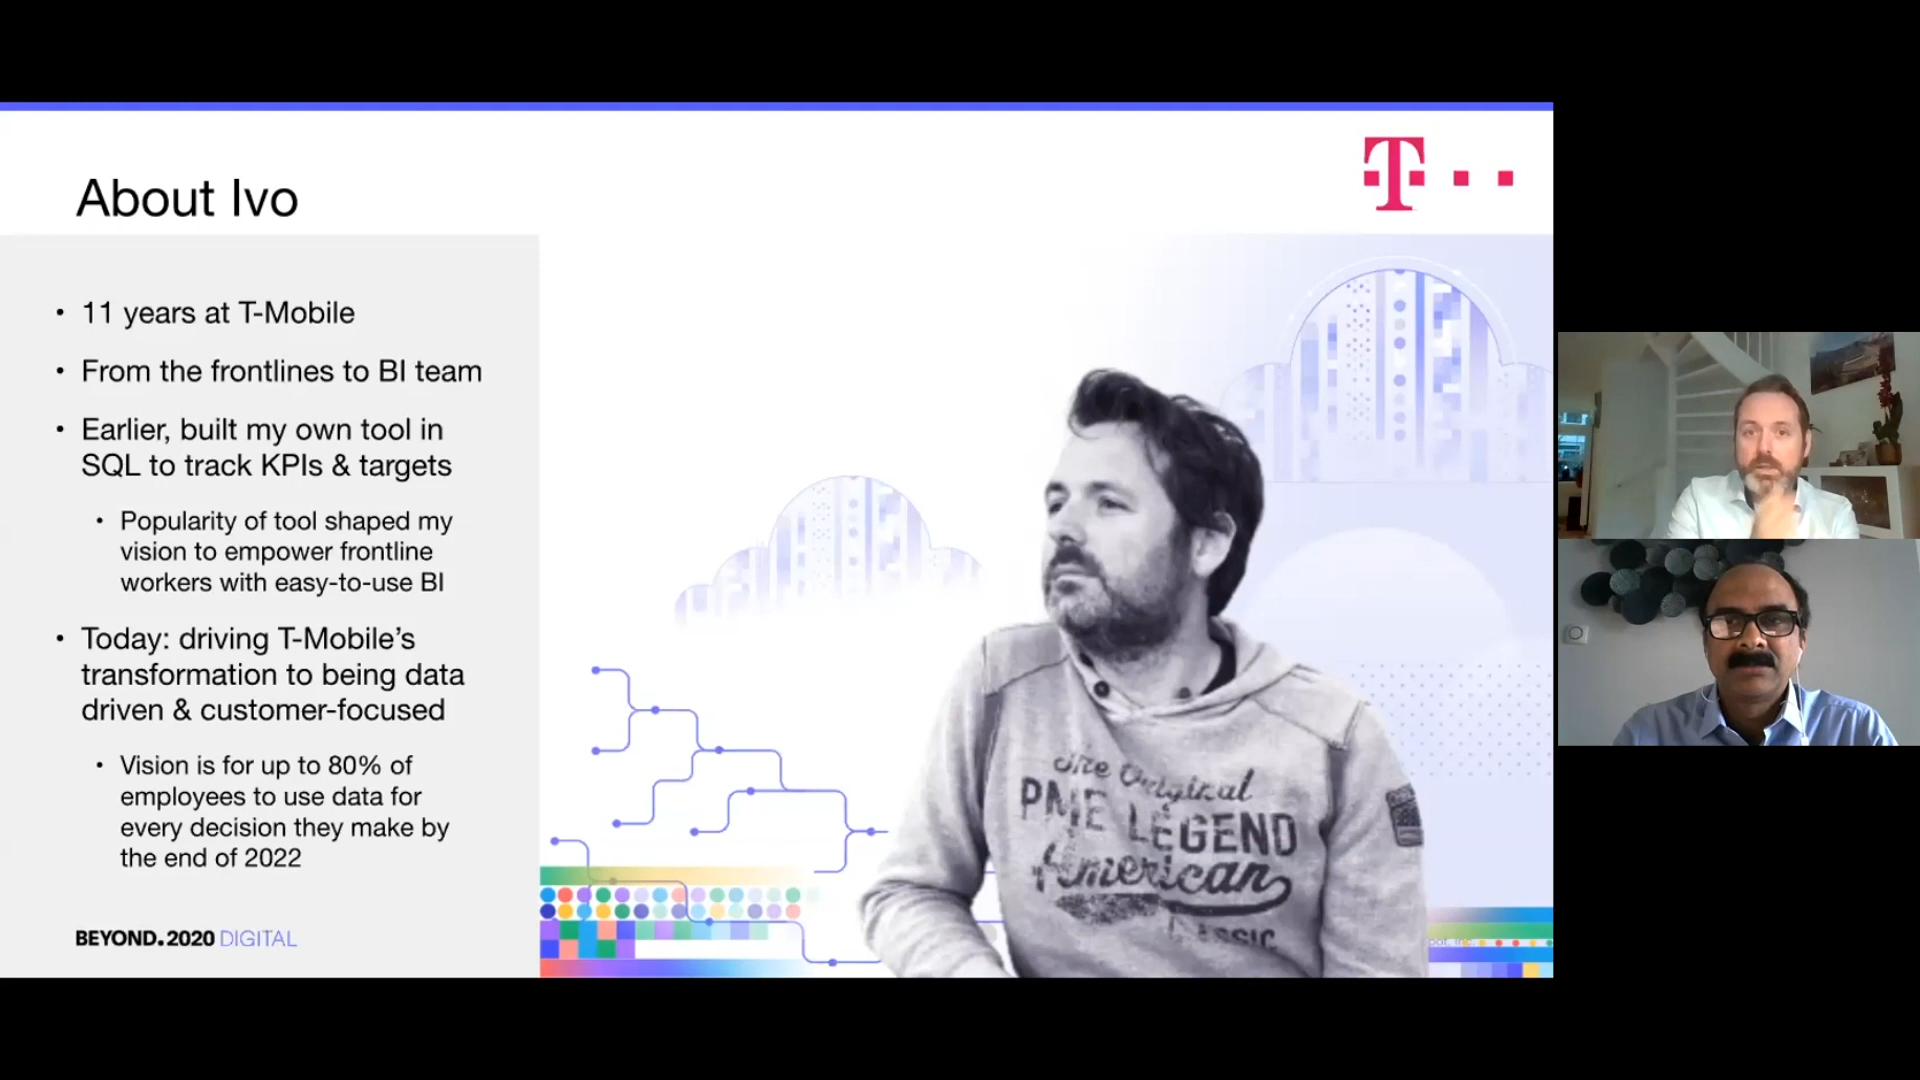 About Ivo
T
• 11 years at T-Mobile
• From the frontlines to BI team
• Earlier, built my own tool in
SQL to track KPIs & targets
• Popularity of tool shaped my
vision to empower frontline
workers with easy-to-use BI
• Today: driving T-Mobile’s
transformation to being data
driven & customer-focused
• Vision is for up to 80% of
employees to use data for
every decision they make by
the end of 2022
The Original
PME LEGEND
American
BEYOND.2020 DIGITAL